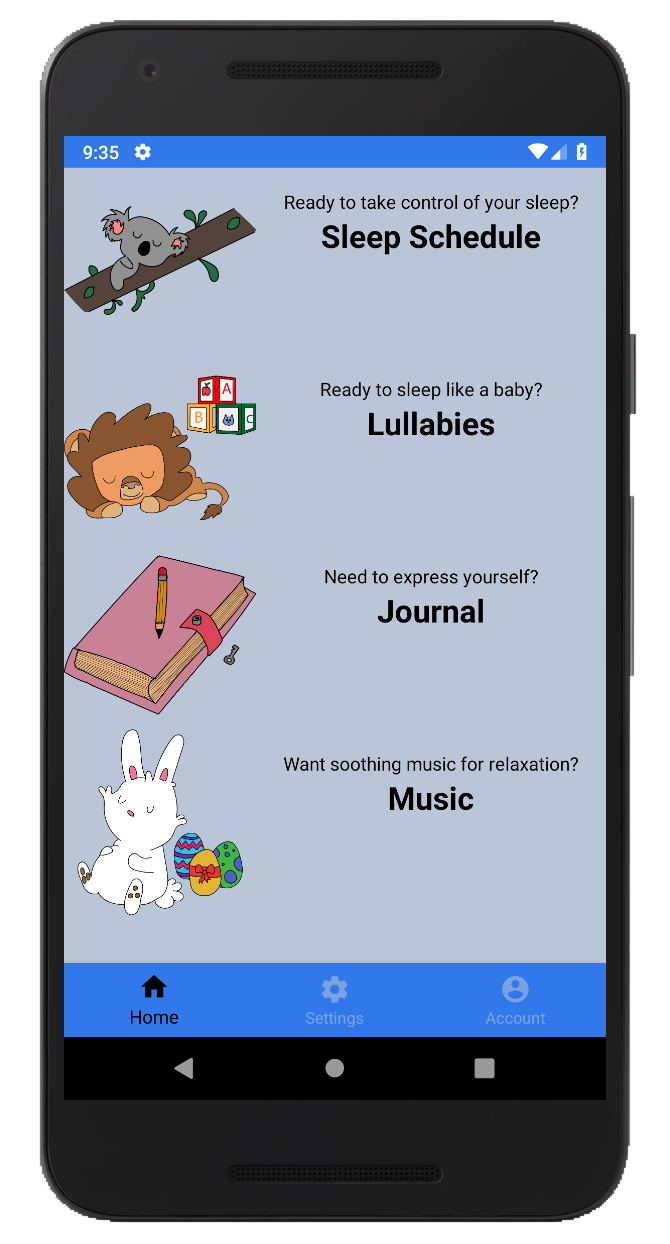 9:35
Ready to take control of your sleep?
Sleep Schedule
A
B
C
Ready to sleep like a baby?
Lullabies
Need to express yourself?
Journal
Want soothing music for relaxation?
Music
Home
Settings
Account